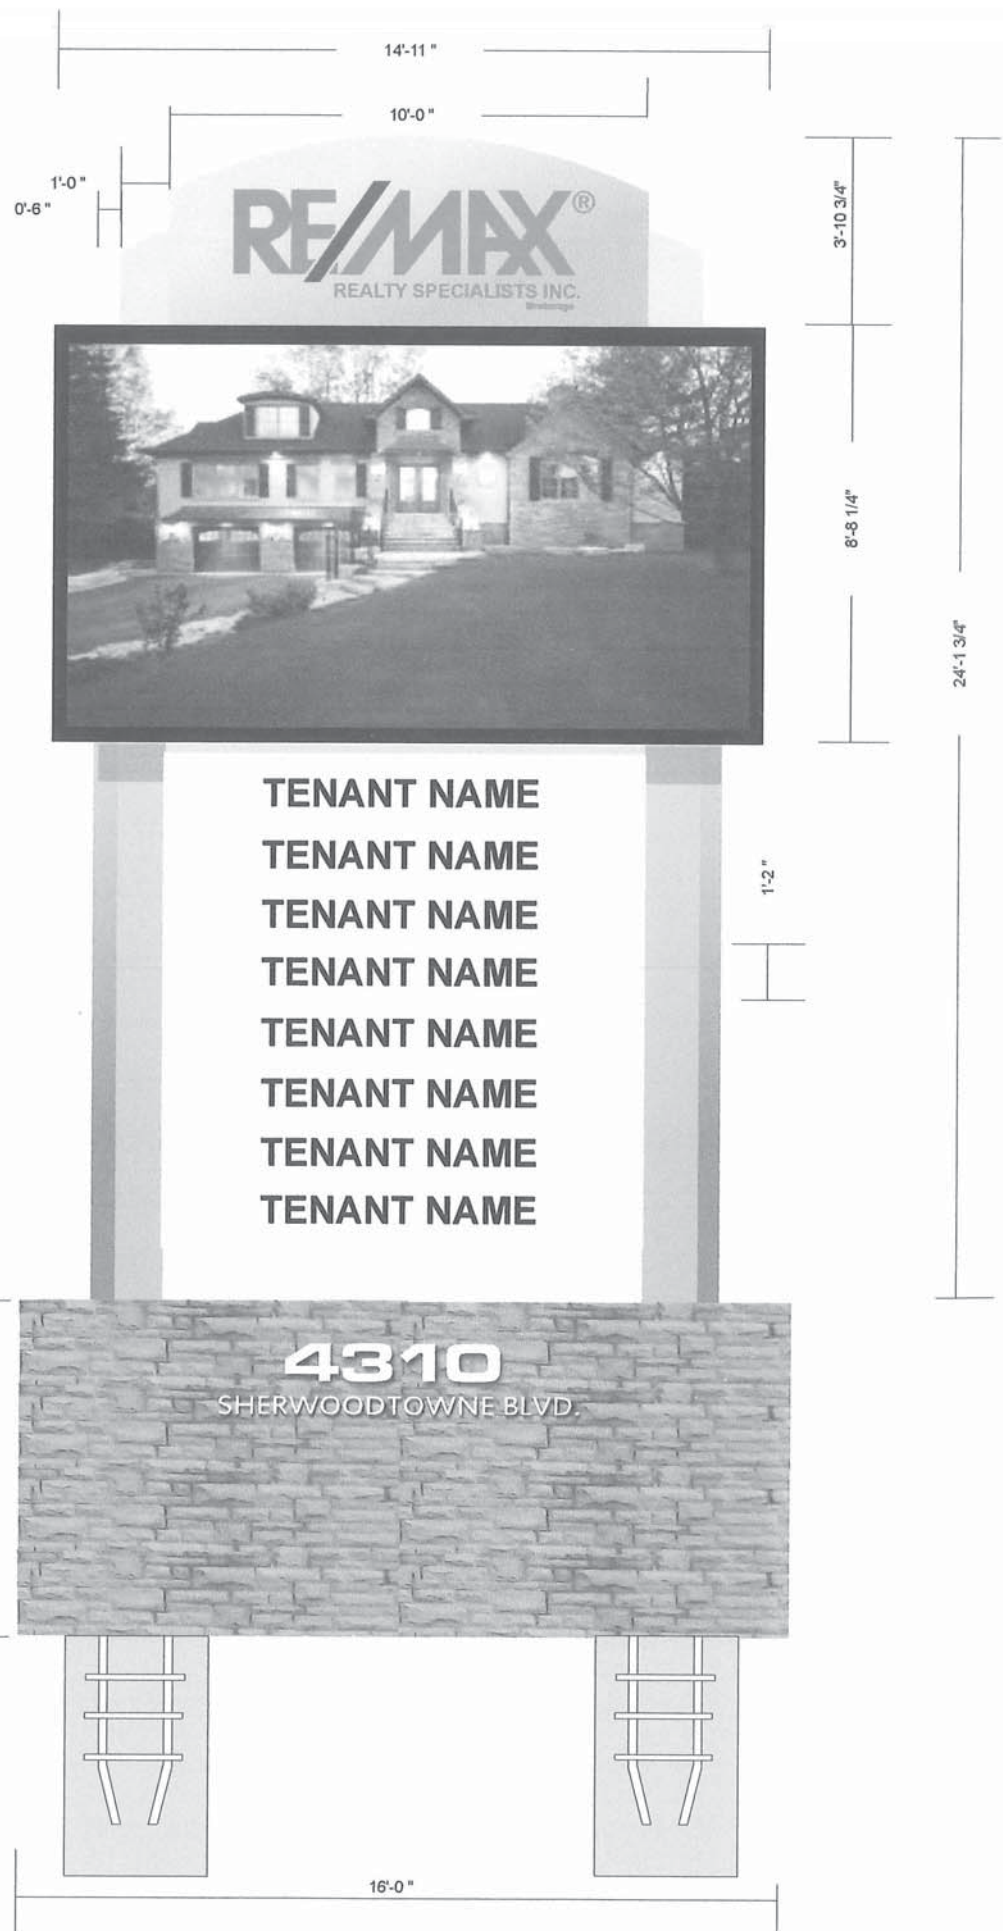 14'-11 "
10'-0 "
1'-0 "
0'-6 "
3'-10 3/4"
RE/MAX®
REALTY SPECIALISTS INC.
Brokerage
8'-8 1/4"
24'-1 3/4"
TENANT NAME
TENANT NAME
1'-2 "
TENANT NAME
TENANT NAME
TENANT NAME
TENANT NAME
TENANT NAME
TENANT NAME
4310
SHERWOODTOWNE BLVD.
16'-0 "